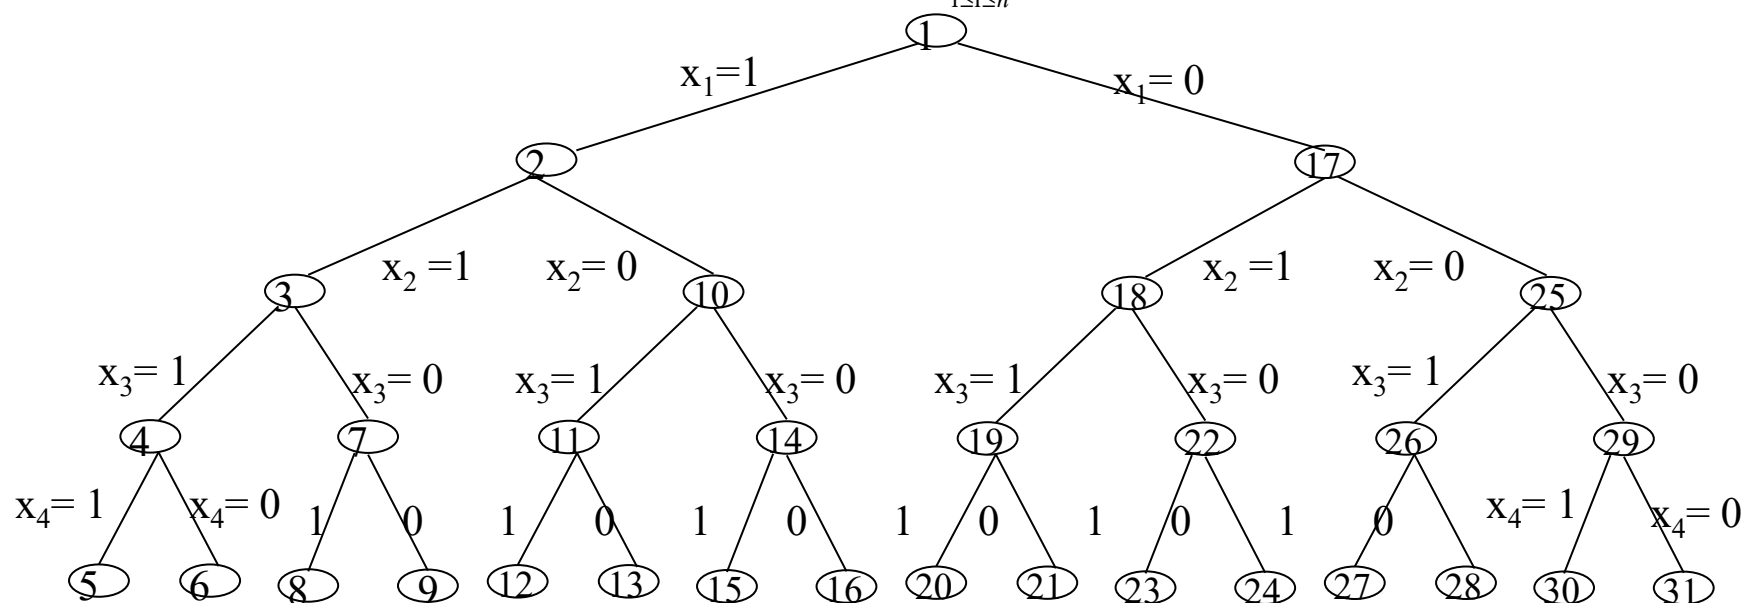 1≤i≤n
1
x₁=1 x₁= 0
2 17
x₂ =1 x₂= 0 x₂ =1 x₂= 0
3 10 18 25
x₃= 1 x₃= 0 x₃= 1 x₃= 0 x₃= 1 x₃= 0 x₃= 1 x₃= 0
4 7 11 14 19 22 26 29
x₄= 1 x₄= 0 1 0 1 0 1 0 1 0 1 0 1 0 x₄= 1 x₄= 0
5 6 8 9 12 13 15 16 20 21 23 24 27 28 30 31